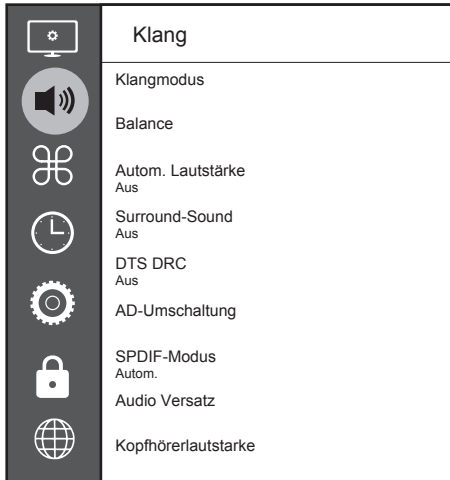 Klang
Klangmodus
Balance
Autom. Lautstärke
Aus
Surround-Sound
Aus
DTS DRC
Aus
AD-Umschaltung
SPDIF-Modus
Autom.
Audio Versatz
Kopfhörerlautstarke